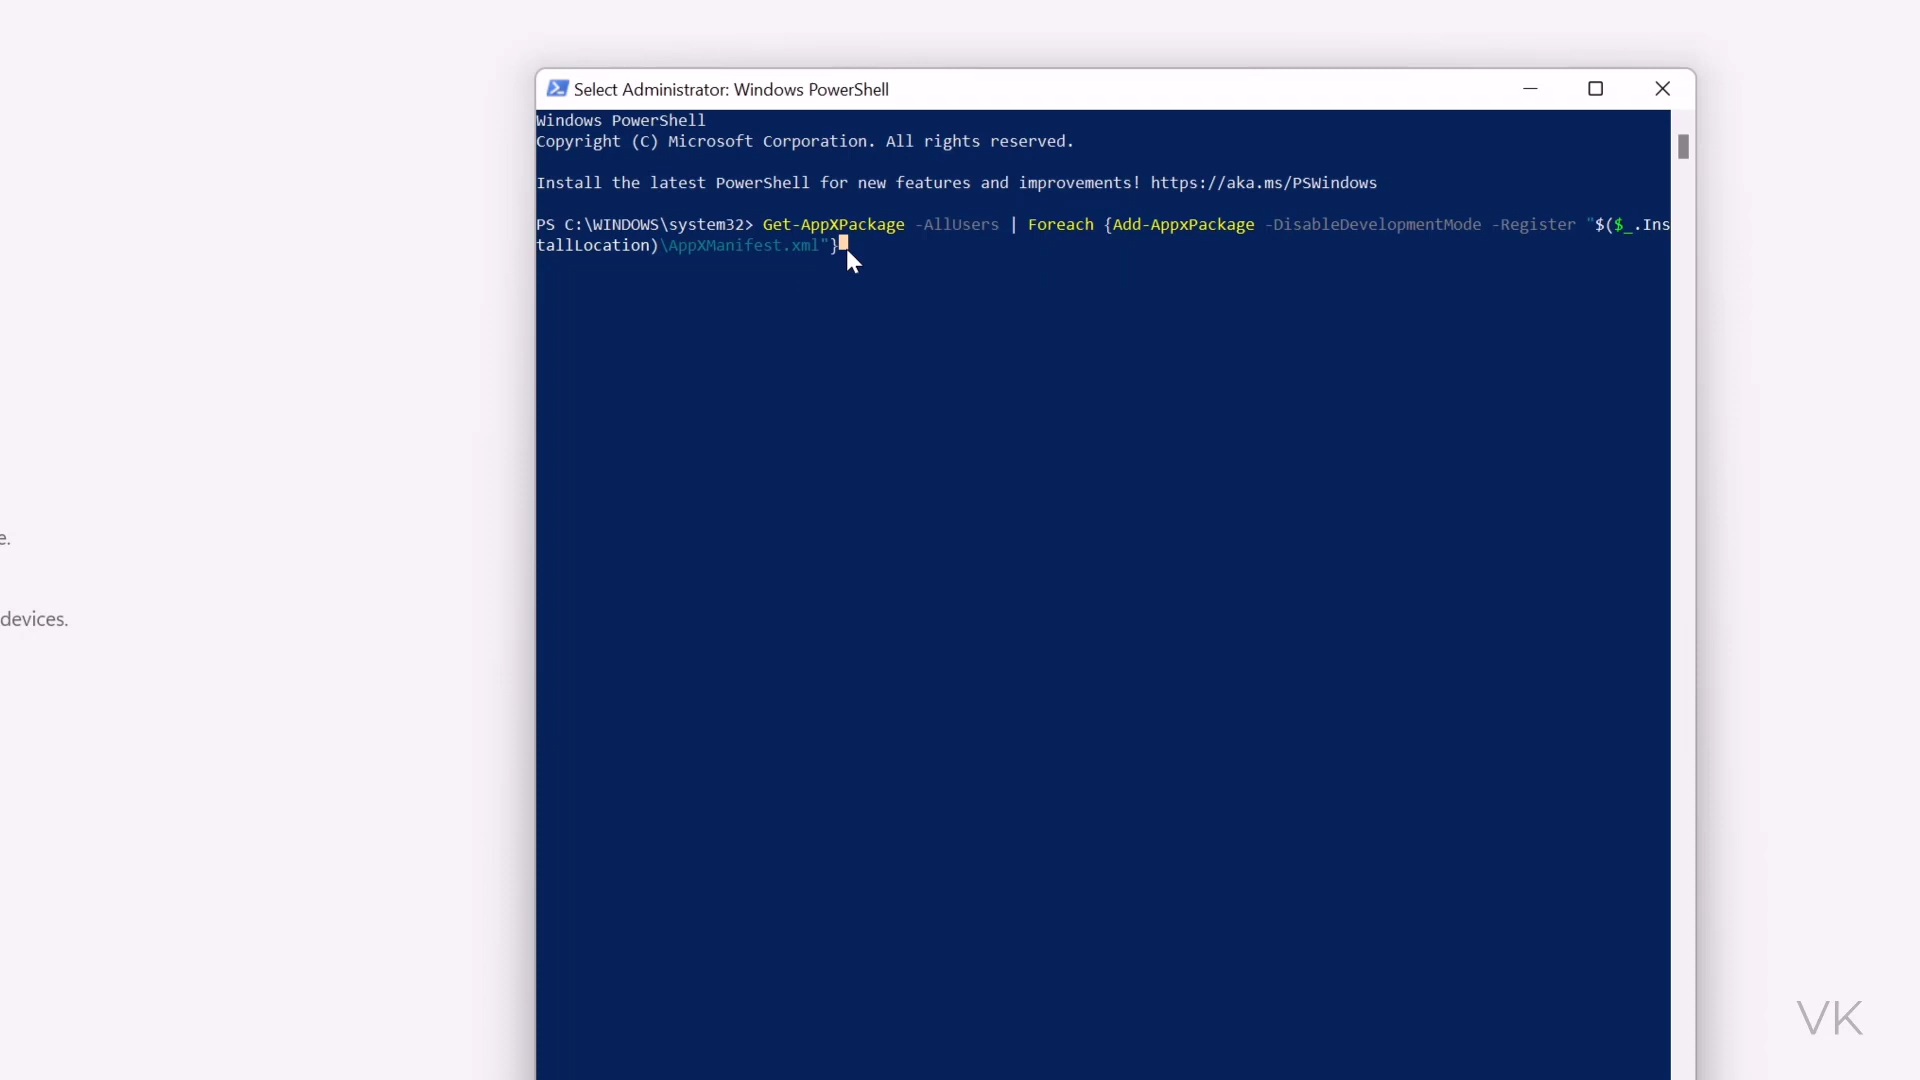 Select Administrator: Windows PowerShell
Windows PowerShell
Copyright (C) Microsoft Corporation. All rights reserved.
Install the latest PowerShell for new features and improvements! https://aka.ms/PSWindows
PS C:\WINDOWS\system32> Get-AppXPackage -AllUsers | Foreach {Add-AppxPackage -DisableDevelopmentMode -Register "$($_.Ins
tallLocation)\AppXManifest.xml"}
e.
devices.
VK